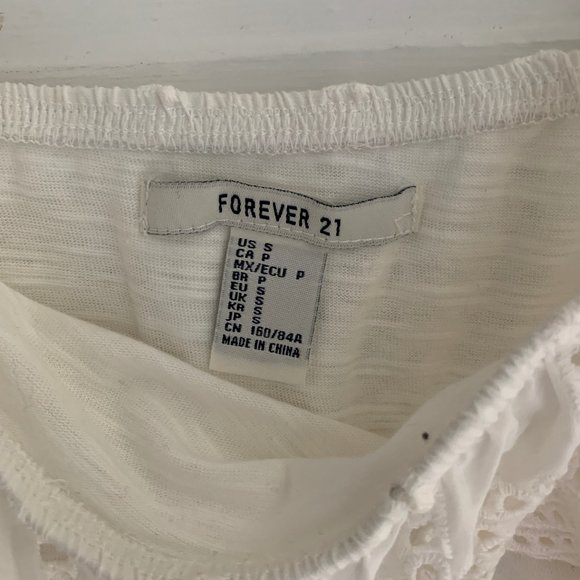 FOREVER 21
US S
CA P
MX/ECU P
BR P
EU S
UK S
KR S
JP S
CN 160/84A
MADE IN CHINA